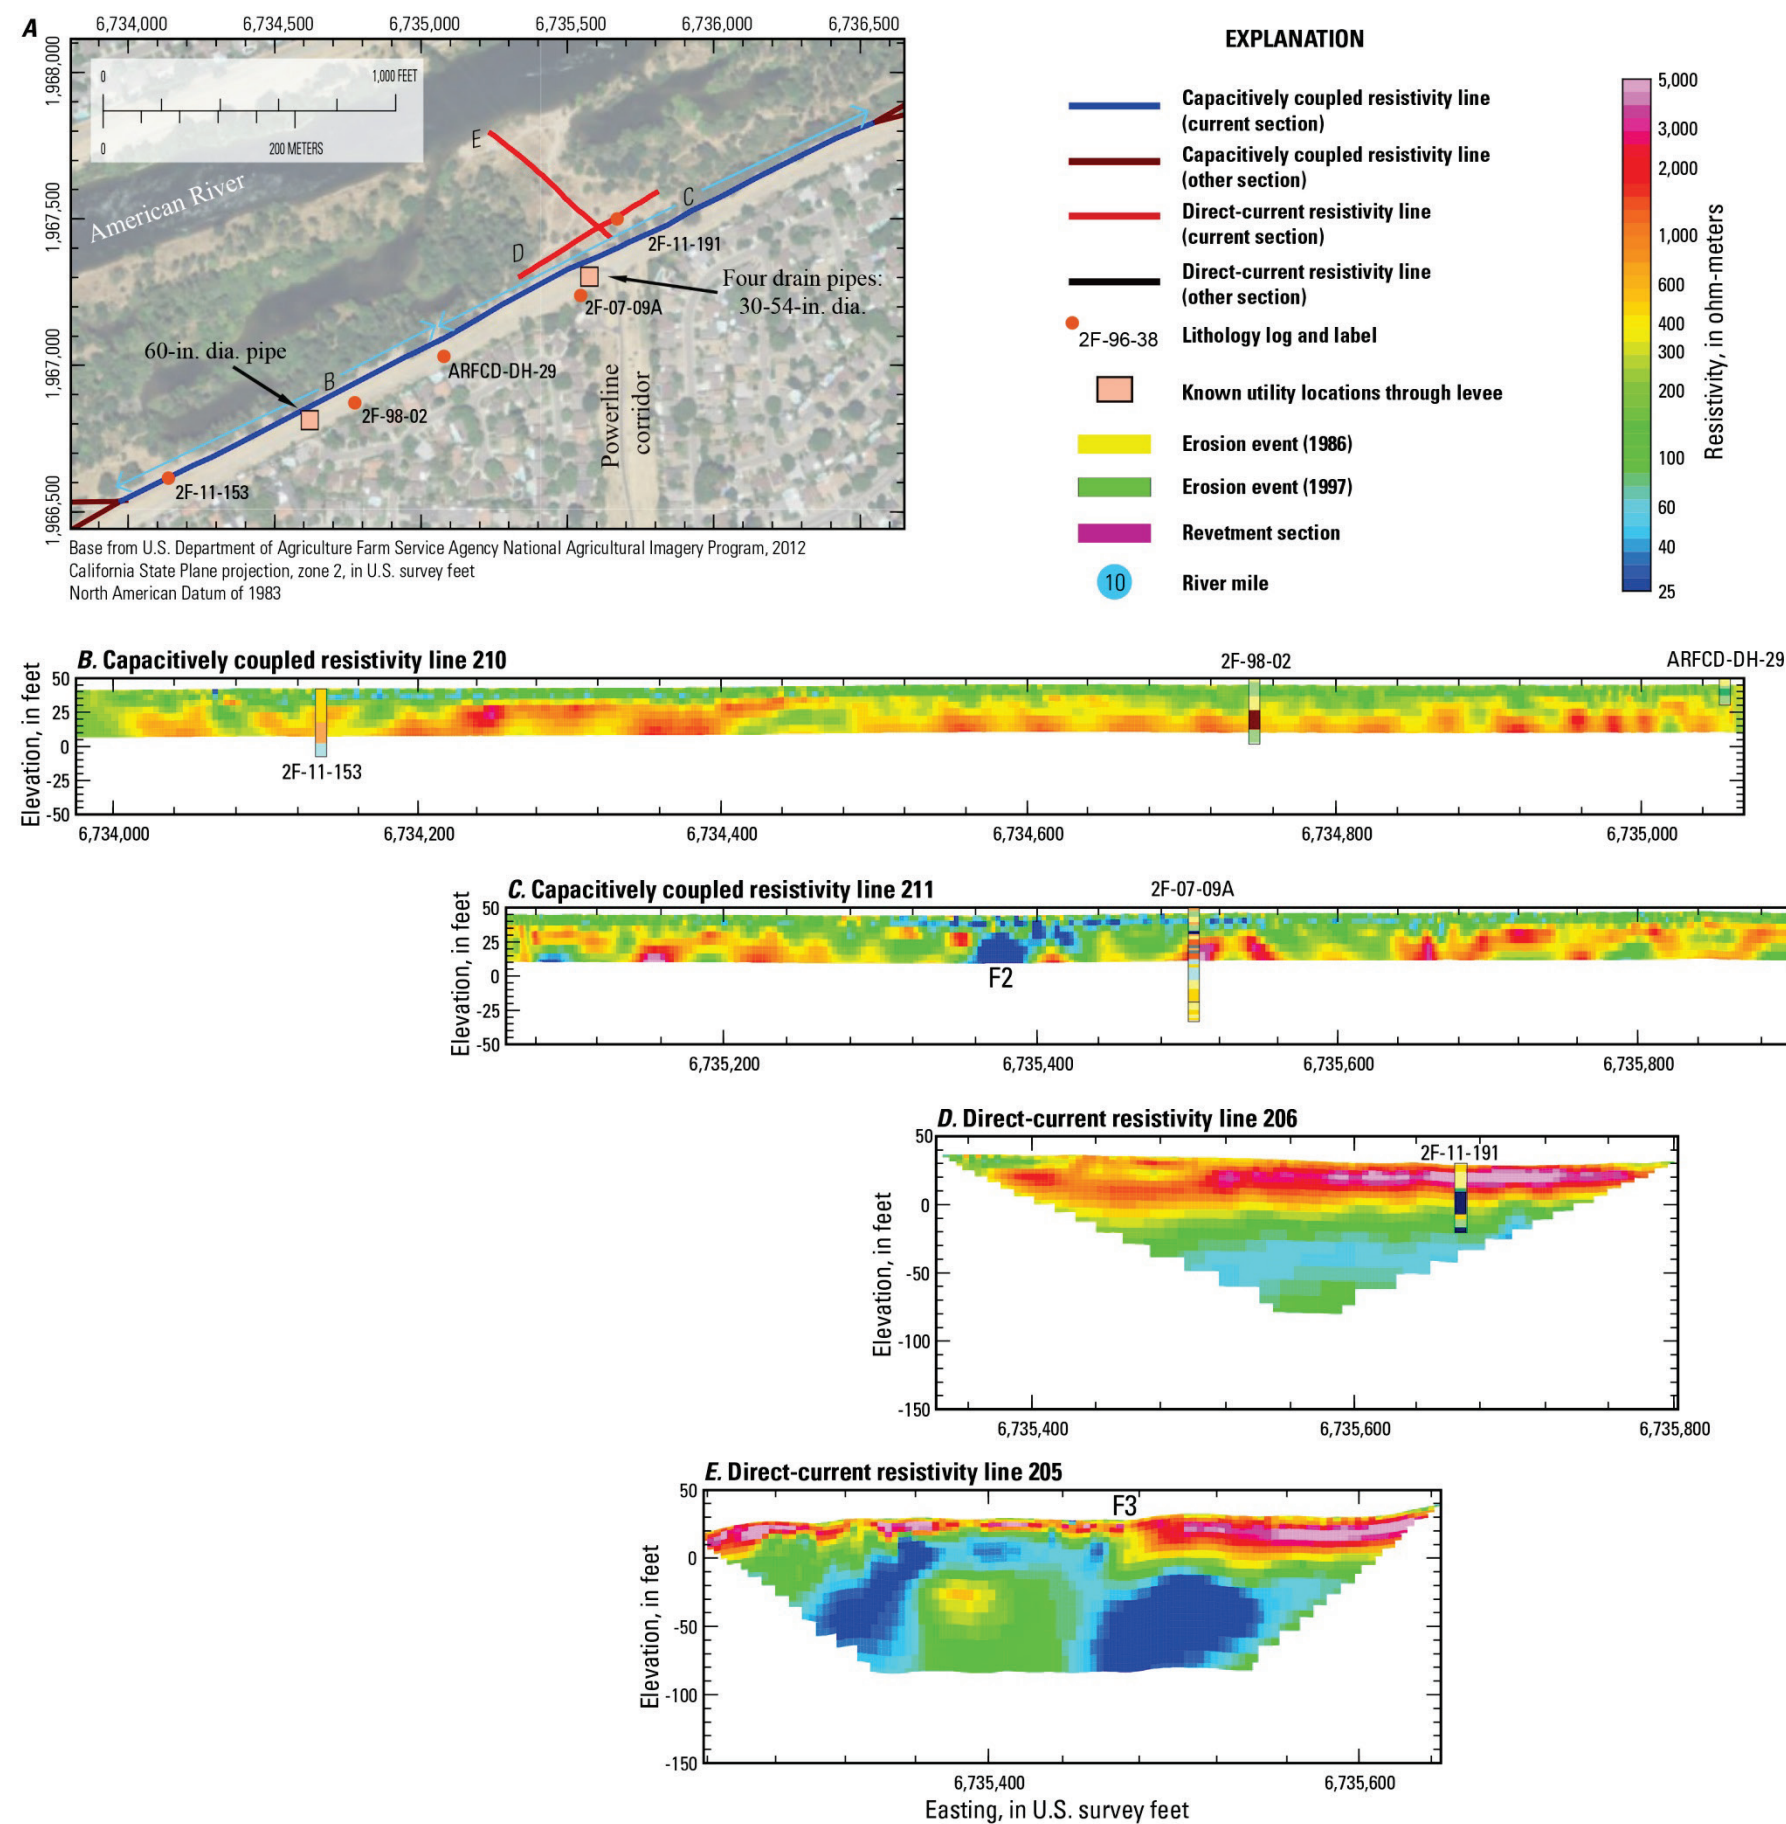 A
6,734,000 6,734,500 6,735,000 6,735,500 6,736,000 6,736,500
1,968,000
1,967,500
1,967,000
1,966,500
0 1,000 FEET
0 200 METERS
American River
E
C
D
B
2F-11-191
Four drain pipes:
30-54-in. dia.
2F-07-09A
60-in. dia. pipe
ARFCD-DH-29
2F-98-02
Powerline
corridor
2F-11-153
Base from U.S. Department of Agriculture Farm Service Agency National Agricultural Imagery Program, 2012
California State Plane projection, zone 2, in U.S. survey feet
North American Datum of 1983
EXPLANATION
Capacitively coupled resistivity line
(current section)
Capacitively coupled resistivity line
(other section)
Direct-current resistivity line
(current section)
Direct-current resistivity line
(other section)
2F-96-38 Lithology log and label
Known utility locations through levee
Erosion event (1986)
Erosion event (1997)
Revetment section
10 River mile
5,000
3,000
2,000
1,000
600
400
300
200
100
60
40
25
Resistivity, in ohm-meters
B. Capacitively coupled resistivity line 210
2F-98-02
ARFCD-DH-29
50
25
0
-25
-50
Elevation, in feet
2F-11-153
6,734,000 6,734,200 6,734,400 6,734,600 6,734,800 6,735,000
C. Capacitively coupled resistivity line 211
2F-07-09A
50
25
0
-25
-50
Elevation, in feet
F2
6,735,200 6,735,400 6,735,600 6,735,800
D. Direct-current resistivity line 206
2F-11-191
50
0
-50
-100
-150
Elevation, in feet
6,735,400 6,735,600 6,735,800
E. Direct-current resistivity line 205
F3
50
0
-50
-100
-150
Elevation, in feet
6,735,400 6,735,600
Easting, in U.S. survey feet